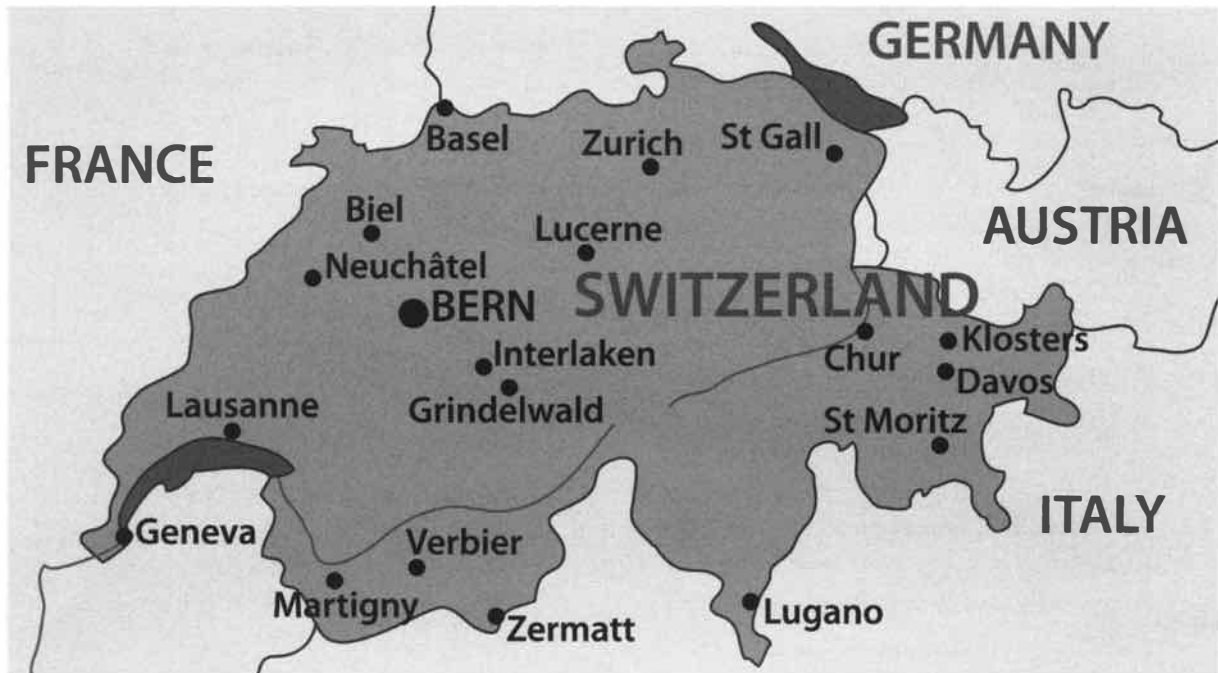 GERMANY
FRANCE
Basel
Zurich
St Gall
AUSTRIA
Biel
Lucerne
Neuchâtel
SWITZERLAND
BERN
Interlaken
Chur
Klosters
Davos
Grindelwald
Lausanne
St Moritz
ITALY
Geneva
Verbier
Martigny
Zermatt
Lugano